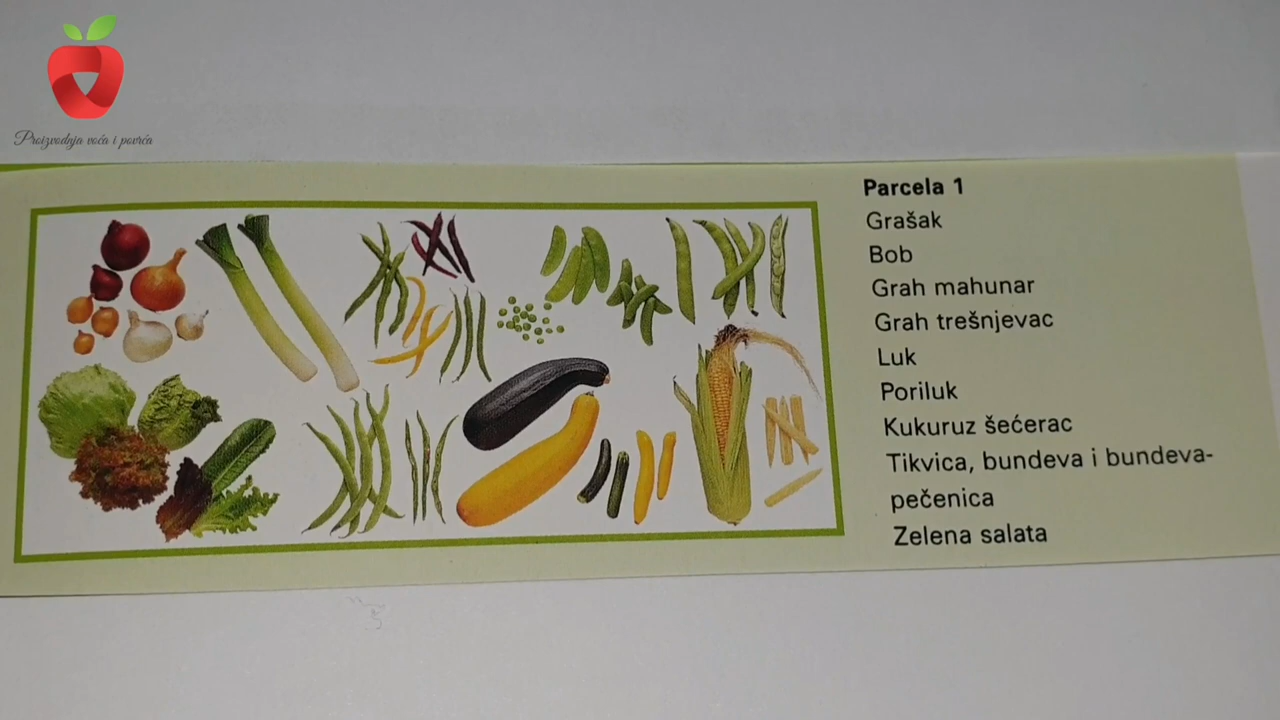 Proizvodnja voća i povrća
Parcela 1
Grašak
Bob
Grah mahunar
Grah trešnjevac
Luk
Poriluk
Kukuruz šećerac
Tikvica, bundeva i bundeva-
pečenica
Zelena salata